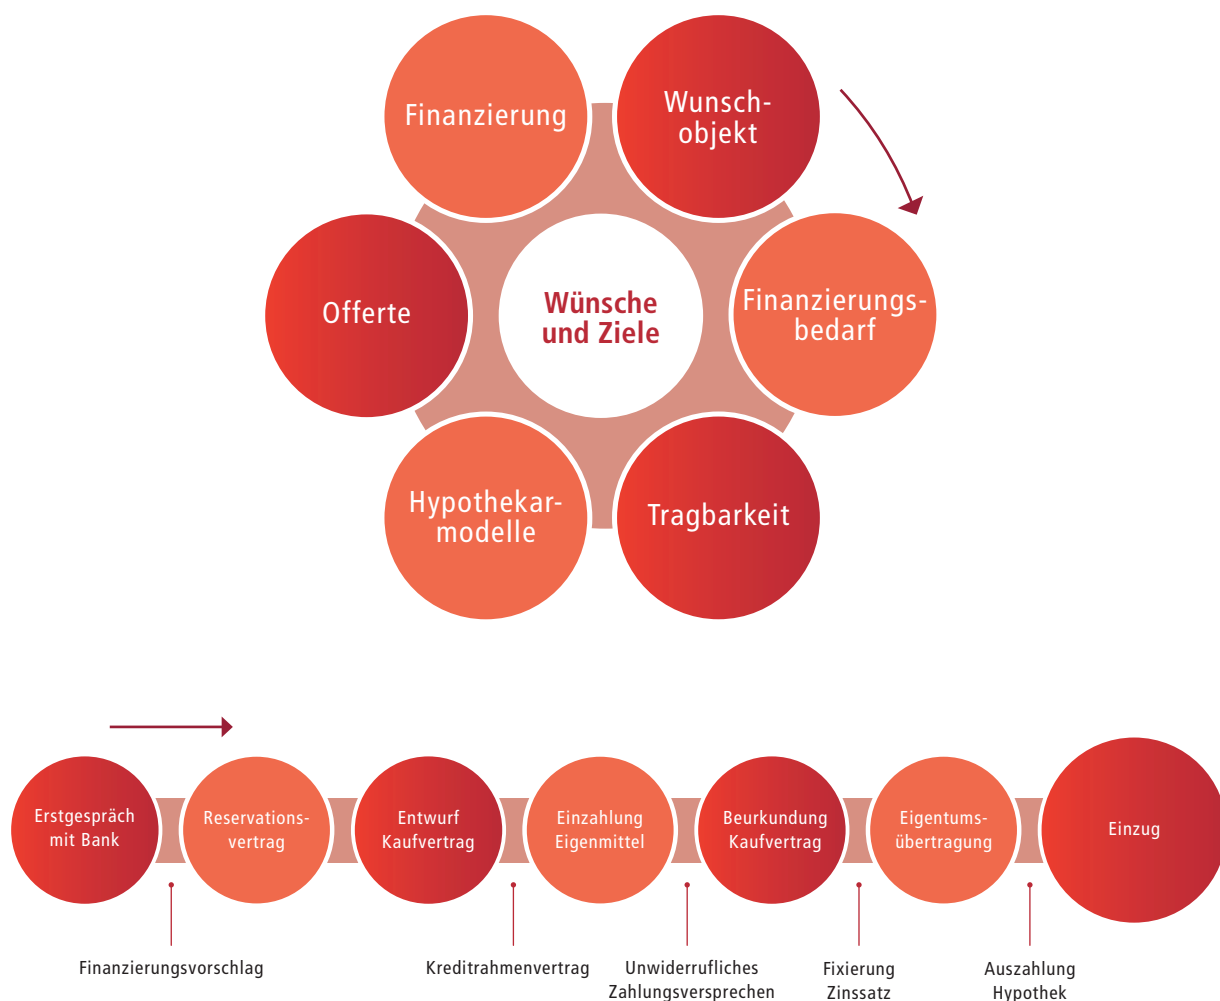 Finanzierung
Wunsch-
objekt
Finanzierungs-
bedarf
Tragbarkeit
Hypothekar-
modelle
Offerte
Wünsche
und Ziele
Erstgespräch
mit Bank
Reservations-
vertrag
Entwurf
Kaufvertrag
Einzahlung
Eigenmittel
Beurkundung
Kaufvertrag
Eigentums-
übertragung
Einzug
Finanzierungsvorschlag
Kreditrahmenvertrag
Unwiderrufliches
Zahlungsversprechen
Fixierung
Zinssatz
Auszahlung
Hypothek